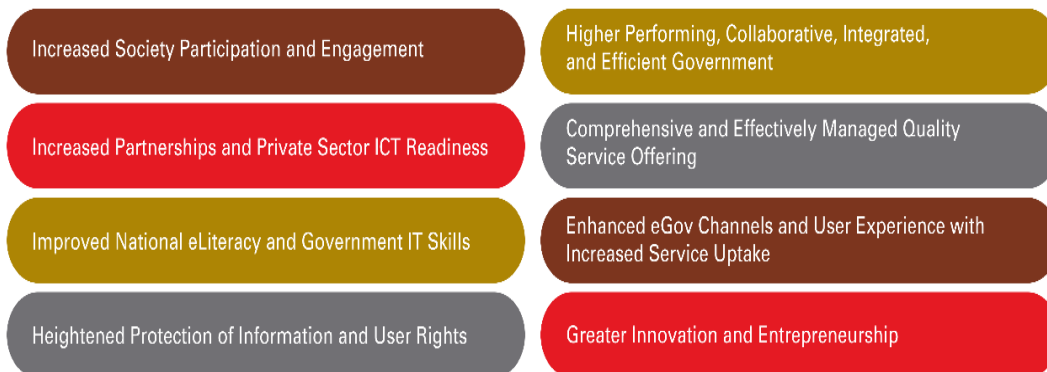 Increased Society Participation and Engagement
Increased Partnerships and Private Sector ICT Readiness
Improved National eLiteracy and Government IT Skills
Heightened Protection of Information and User Rights
Higher Performing, Collaborative, Integrated,
and Efficient Government
Comprehensive and Effectively Managed Quality
Service Offering
Enhanced eGov Channels and User Experience with
Increased Service Uptake
Greater Innovation and Entrepreneurship